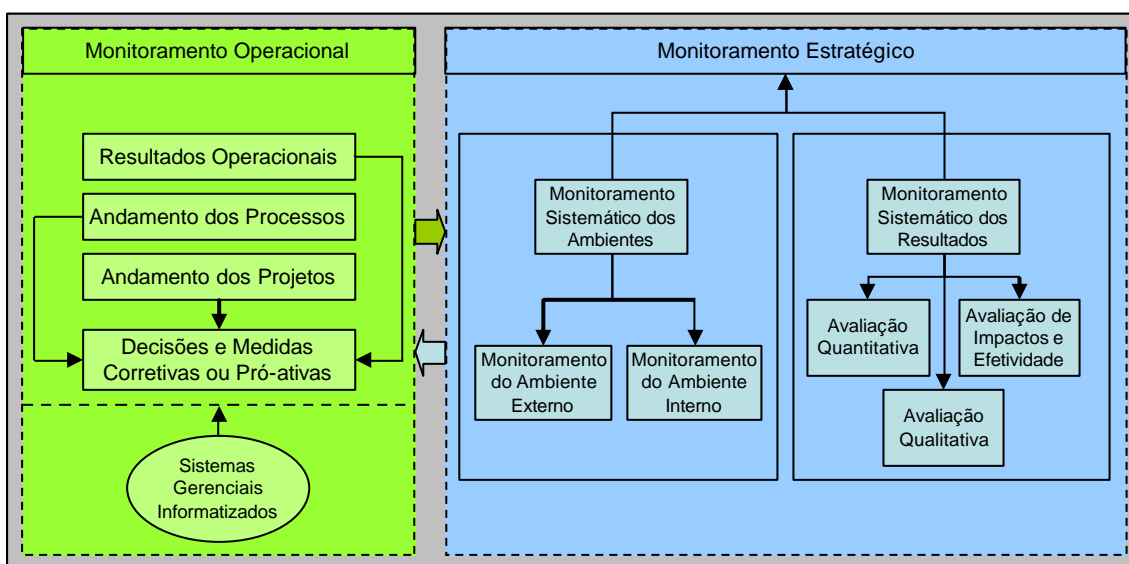 Monitoramento Operacional
Resultados Operacionais
Andamento dos Processos
Andamento dos Projetos
Decisões e Medidas
Corretivas ou Pró-ativas
Sistemas
Gerenciais
Informatizados
Monitoramento Estratégico
Monitoramento
Sistemático dos
Ambientes
Monitoramento
do Ambiente
Externo
Monitoramento
do Ambiente
Interno
Monitoramento
Sistemático dos
Resultados
Avaliação
Quantitativa
Avaliação de
Impactos e
Efetividade
Avaliação
Qualitativa